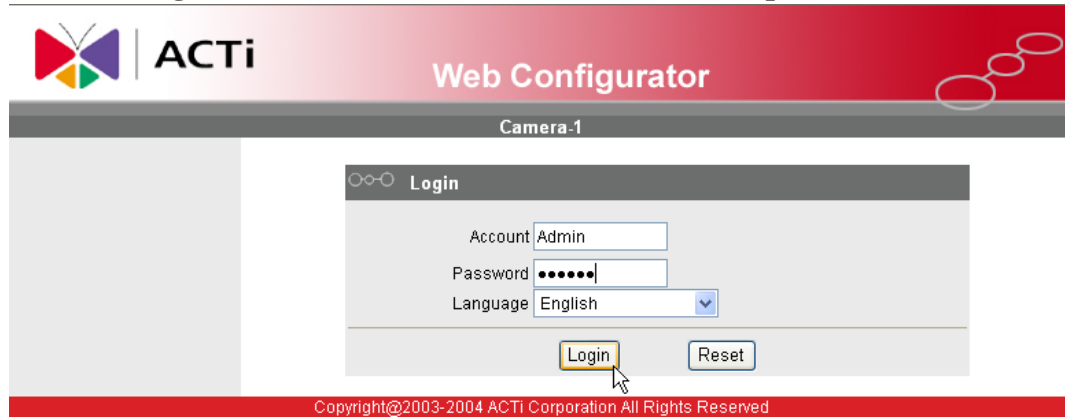 ACTi
Web Configurator
Camera-1
Login
Account Admin
Password ••••••
Language English
Login Reset
Copyright@2003-2004 ACTi Corporation All Rights Reserved